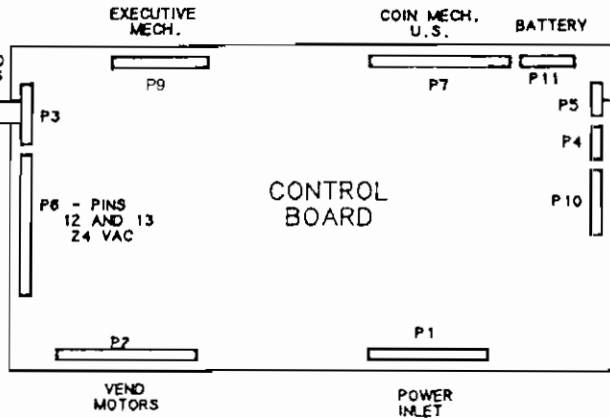 EXECUTIVE
MECH.
COIN MECH,
U.S.
BATTERY
P9
P7
P11
P3
P5
P4
P6 - PINS
12 AND 13
24 VAC
CONTROL
BOARD
P10
P2
P1
VEND
MOTORS
POWER
INLET